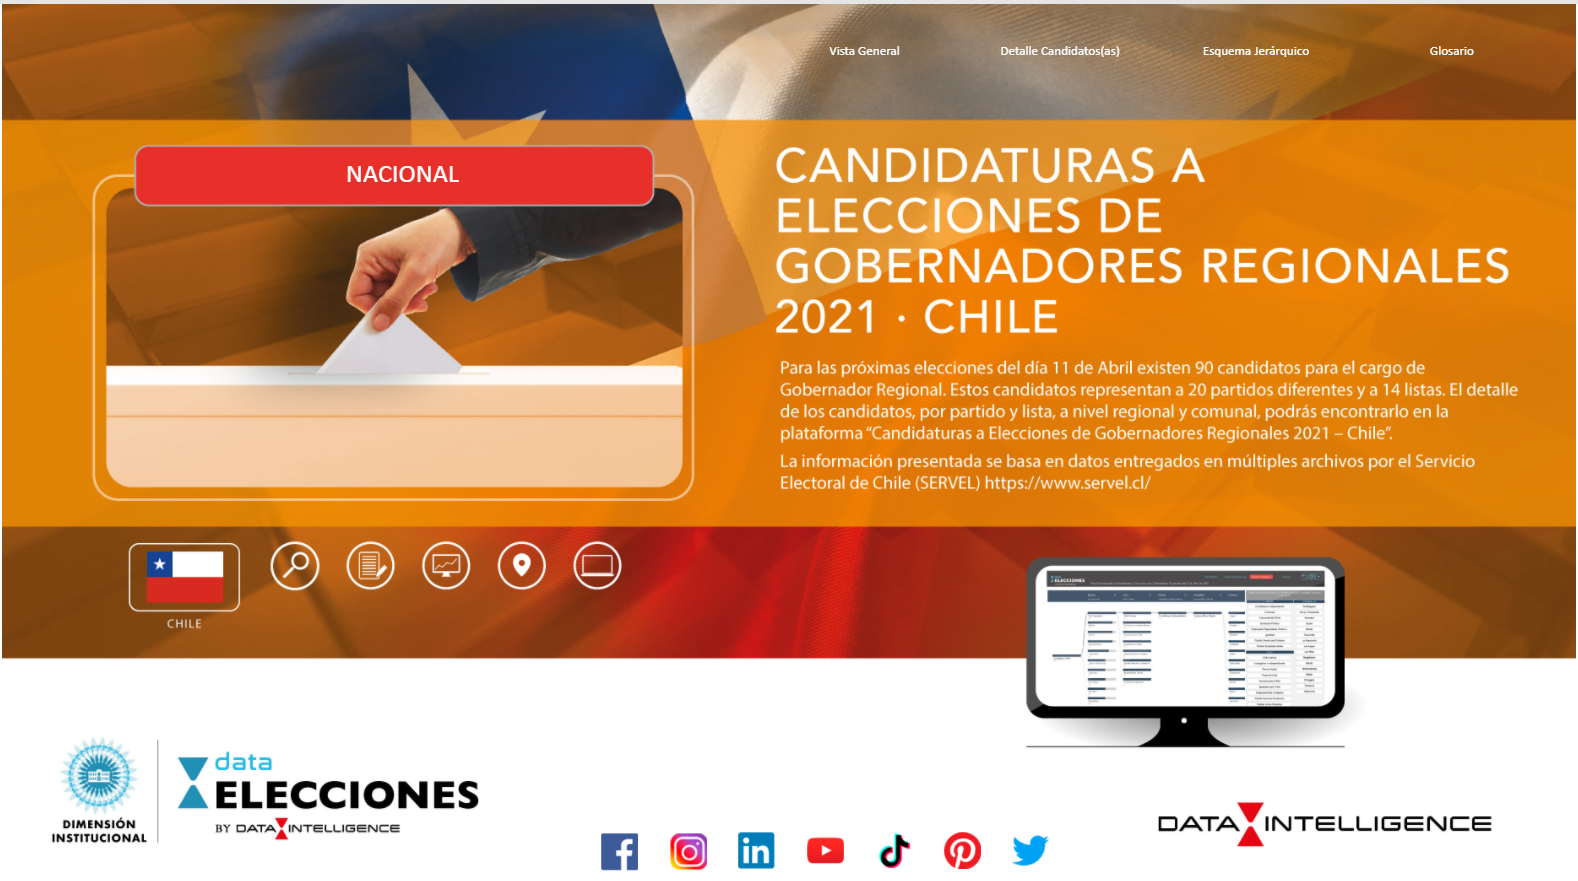 Vista General
Detalle Candidatos(as)
Esquema Jerárquico
Glosario
NACIONAL
CANDIDATURAS A
ELECCIONES DE
GOBERNADORES REGIONALES
2021 · CHILE
Para las próximas elecciones del día 11 de Abril existen 90 candidatos para el cargo de
Gobernador Regional. Estos candidatos representan a 20 partidos diferentes y a 14 listas. El detalle
de los candidatos, por partido y lista, a nivel regional y comunal, podrás encontrarlo en la
plataforma “Candidaturas a Elecciones de Gobernadores Regionales 2021 – Chile”.
La información presentada se basa en datos entregados en múltiples archivos por el Servicio
Electoral de Chile (SERVEL) https://www.servel.cl/
CHILE
ELECCIONES
DIMENSIÓN
INSTITUCIONAL
data
ELECCIONES
BY DATA INTELLIGENCE
DATA INTELLIGENCE